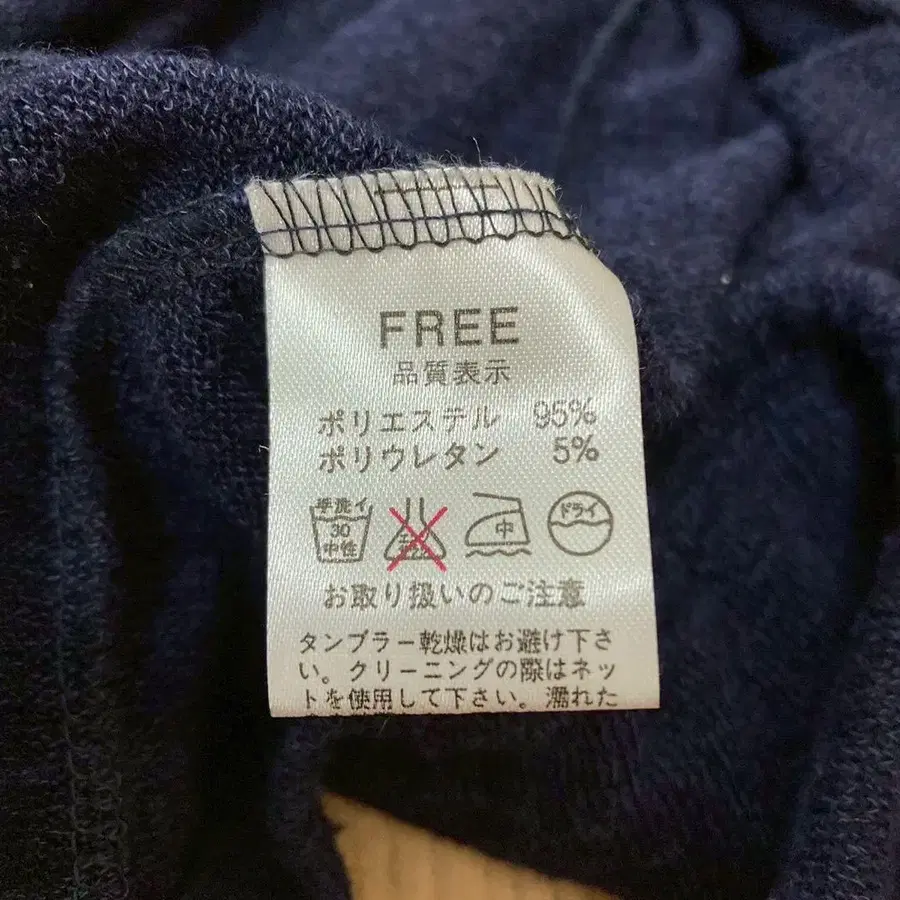 FREE
品質表示
ポリエステル 95%
ポリウレタン 5%
手洗イ
30
中性
中
ドライ
お取り扱いのご注意
タンブラー乾燥はお避け下さ
い。クリーニングの際はネッ
トを使用して下さい。濡れた